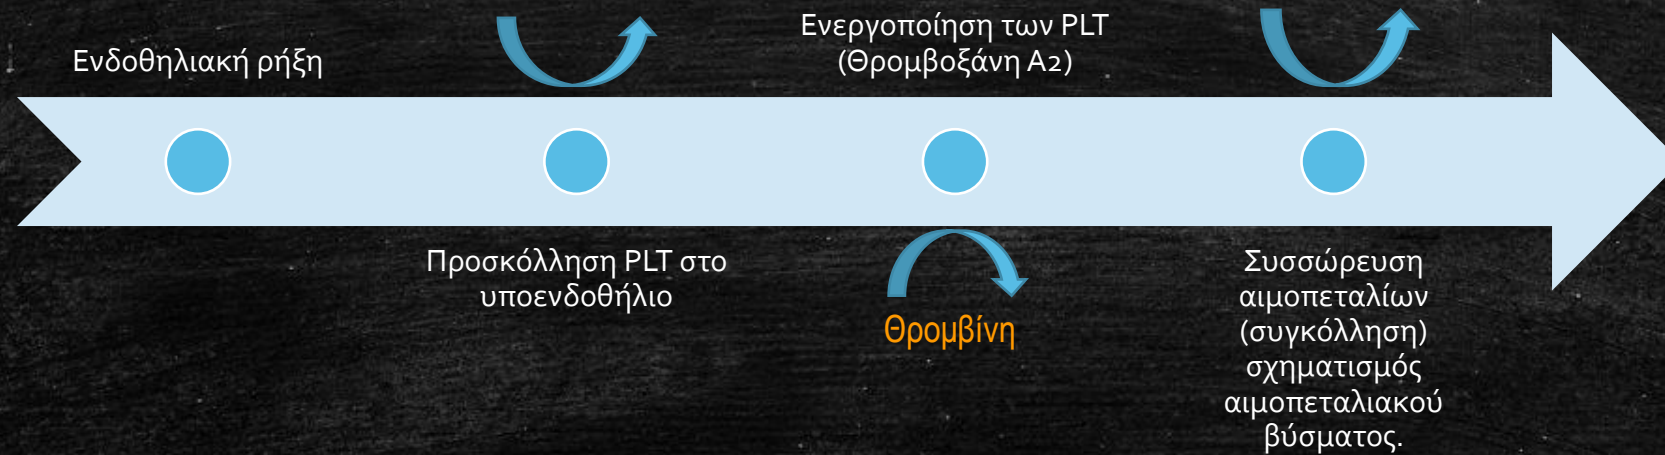 Ενδοθηλιακή ρήξη
Προσκόλληση PLT στο
υποενδοθήλιο
Ενεργοποίηση των PLT
(Θρομβοξάνη Α2)
Θρομβίνη
Συσσώρευση
αιμοπεταλίων
(συγκόλληση)
σχηματισμός
αιμοπεταλιακού
βύσματος.